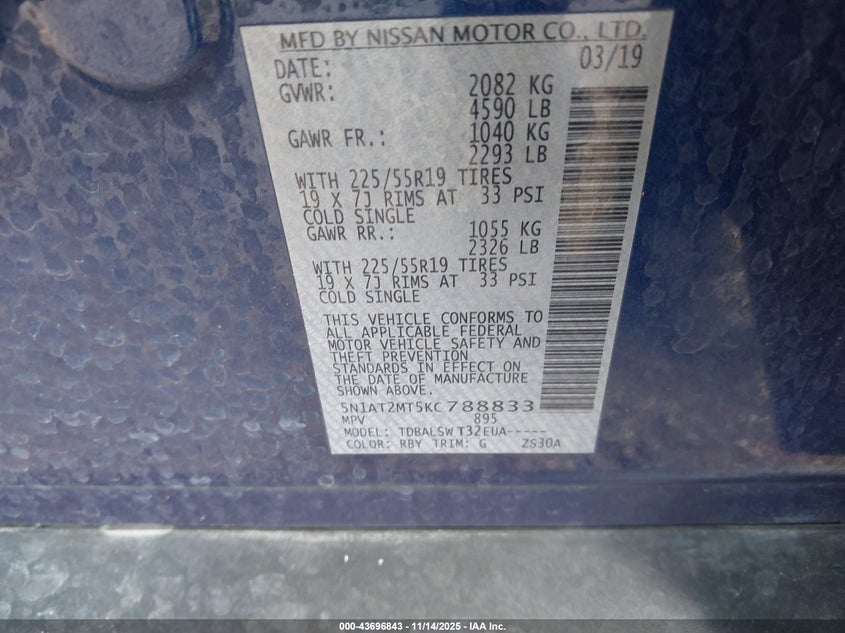 MFD BY NISSAN MOTOR CO., LTD.
DATE: 03/19
GVWR: 2082 KG
4590 LB
GAWR FR.: 1040 KG
2293 LB
WITH 225/55R19 TIRES
19 X 7J RIMS AT 33 PSI
COLD SINGLE
GAWR RR.: 1055 KG
2326 LB
WITH 225/55R19 TIRES
19 X 7J RIMS AT 33 PSI
COLD SINGLE
THIS VEHICLE CONFORMS TO
ALL APPLICABLE FEDERAL
MOTOR VEHICLE SAFETY AND
THEFT PREVENTION
STANDARDS IN EFFECT ON
THE DATE OF MANUFACTURE
SHOWN ABOVE.
5N1AT2MT5KC788833
MPV 895
MODEL: TDBALSW T32EUA-----
COLOR: RBY TRIM: G ZS30A
000-43696843 - 11/14/2025 - IAA Inc.